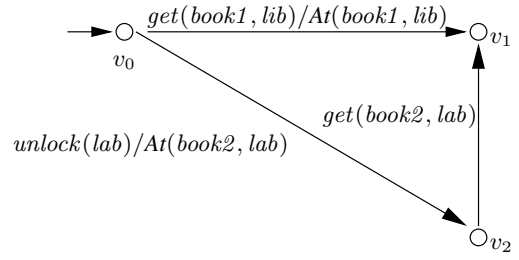 get(book1, lib)/At(book1, lib)
v₀
v₁
get(book2, lab)
unlock(lab)/At(book2, lab)
v₂